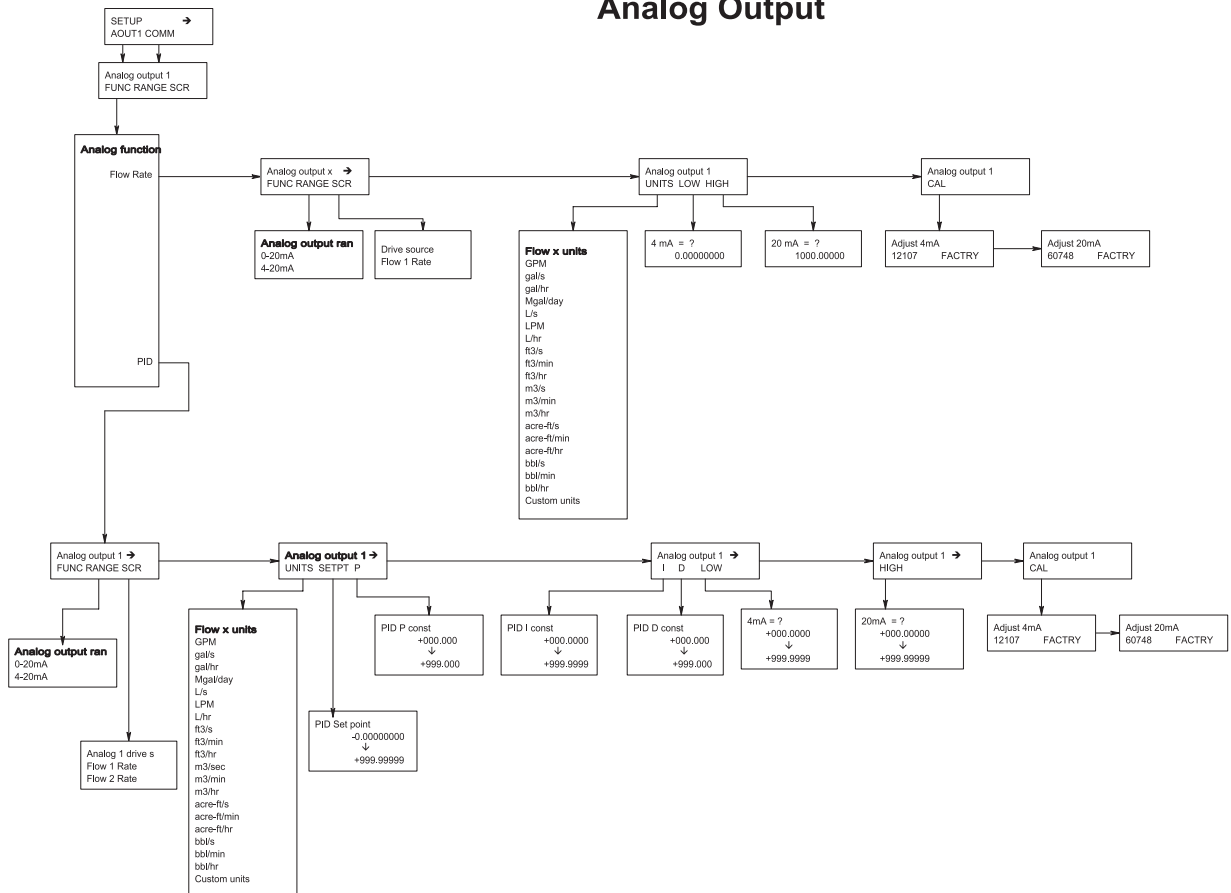 Analog Output
SETUP ➔
AOUT1 COMM
Analog output 1
FUNC RANGE SCR
Analog function
Flow Rate
PID
Analog output x ➔
FUNC RANGE SCR
Analog output ran
0-20mA
4-20mA
Drive source
Flow 1 Rate
Analog output 1
UNITS LOW HIGH
Flow x units
GPM
gal/s
gal/hr
Mgal/day
L/s
LPM
L/hr
ft3/s
ft3/min
ft3/hr
m3/s
m3/min
m3/hr
acre-ft/s
acre-ft/min
acre-ft/hr
bbl/s
bbl/min
bbl/hr
Custom units
4 mA = ?
0.00000000
20 mA = ?
1000.00000
Analog output 1
CAL
Adjust 4mA
12107 FACTRY
Adjust 20mA
60748 FACTRY
Analog output 1 ➔
FUNC RANGE SCR
Analog output ran
0-20mA
4-20mA
Analog 1 drive s
Flow 1 Rate
Flow 2 Rate
Analog output 1 ➔
UNITS SETPT P
Flow x units
GPM
gal/s
gal/hr
Mgal/day
L/s
LPM
L/hr
ft3/s
ft3/min
ft3/hr
m3/sec
m3/min
m3/hr
acre-ft/s
acre-ft/min
acre-ft/hr
bbl/s
bbl/min
bbl/hr
Custom units
PID Set point
-0.00000000
↓
+999.99999
PID P const
+000.000
↓
+999.000
Analog output 1 ➔
I D LOW
PID I const
+000.0000
↓
+999.9999
PID D const
+000.000
↓
+999.000
4mA = ?
+000.0000
↓
+999.9999
Analog output 1 ➔
HIGH
20mA = ?
+000.00000
↓
+999.99999
Analog output 1
CAL
Adjust 4mA
12107 FACTRY
Adjust 20mA
60748 FACTRY